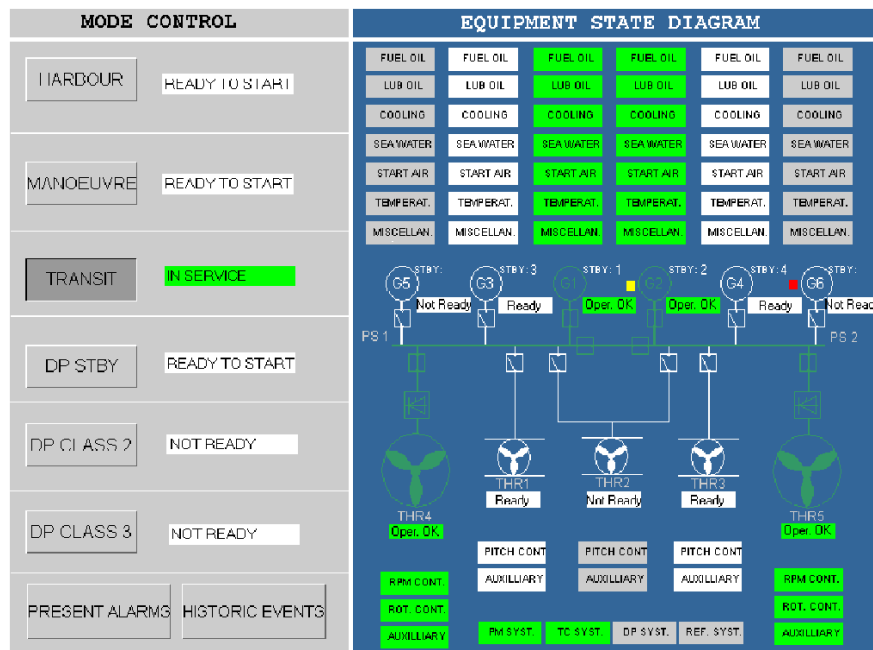 MODE CONTROL
HARBOUR
READY TO START
MANOEUVRE
READY TO START
TRANSIT
IN SERVICE
DP STBY
READY TO START
DP CLASS 2
NOT READY
DP CLASS 3
NOT READY
PRESENT ALARMS HISTORIC EVENTS
EQUIPMENT STATE DIAGRAM
FUEL OIL FUEL OIL FUEL OIL FUEL OIL FUEL OIL FUEL OIL
LUB OIL LUB OIL LUB OIL LUB OIL LUB OIL LUB OIL
COOLING COOLING COOLING COOLING COOLING COOLING
SEA WATER SEA WATER SEA WATER SEA WATER SEA WATER SEA WATER
START AIR START AIR START AIR START AIR START AIR START AIR
TEMPERAT. TEMPERAT. TEMPERAT. TEMPERAT. TEMPERAT. TEMPERAT.
MISCELLAN. MISCELLAN. MISCELLAN. MISCELLAN. MISCELLAN. MISCELLAN.
STBY: STBY: 3 STBY: 1 STBY: 2 STBY: 4 STBY:
G5 G3 G1 G2 G4 G6
Not Ready Ready Oper. OK Oper. OK Ready Not Read
PS 1 PS 2
THR1 THR2 THR3
Ready Not Ready Ready
THR4 THR5
Oper. OK Oper. OK
PITCH CONT PITCH CONT PITCH CONT
AUXILLIARY AUXILLIARY AUXILLIARY
RPM CONT. RPM CONT.
ROT. CONT. ROT. CONT.
AUXILLIARY PM SYST. TC SYST. DP SYST. REF. SYST. AUXILLIARY